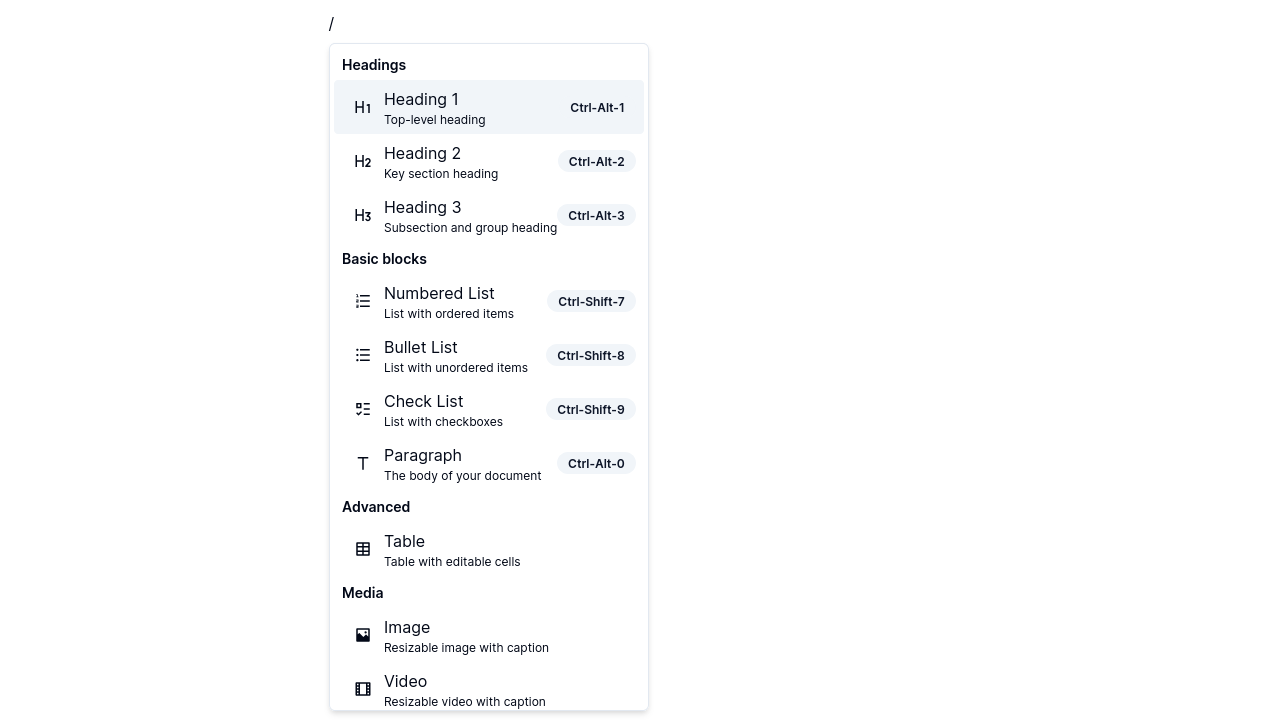 /
Headings
H1 Heading 1 Ctrl-Alt-1
Top-level heading
H2 Heading 2 Ctrl-Alt-2
Key section heading
H3 Heading 3 Ctrl-Alt-3
Subsection and group heading
Basic blocks
Numbered List Ctrl-Shift-7
List with ordered items
Bullet List Ctrl-Shift-8
List with unordered items
Check List Ctrl-Shift-9
List with checkboxes
Paragraph Ctrl-Alt-0
The body of your document
Advanced
Table
Table with editable cells
Media
Image
Resizable image with caption
Video
Resizable video with caption